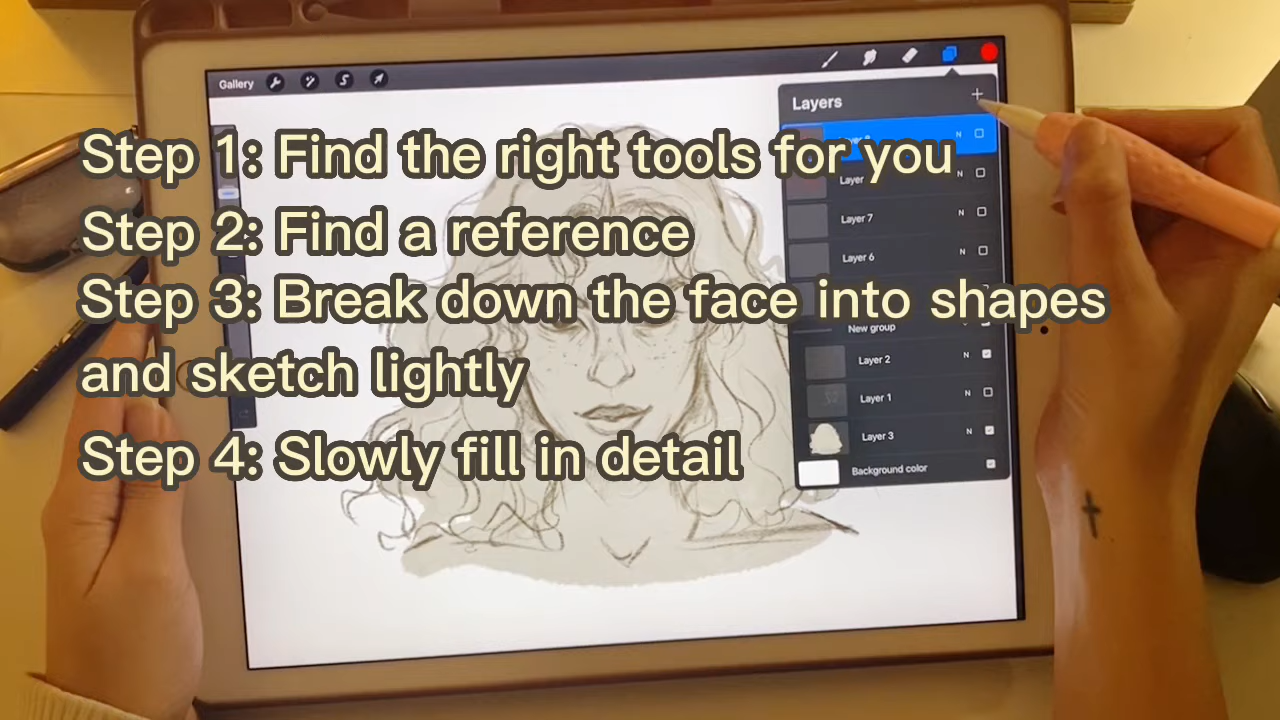 Gallery
Layers
Step 1: Find the right tools for you
Layer
N
Layer 7
N
Step 2: Find a reference
Layer 6
N
Step 3: Break down the face into shapes
and sketch lightly
New group
Layer 2
N
Layer 1
N
Layer 3
N
Step 4: Slowly fill in detail
Background color